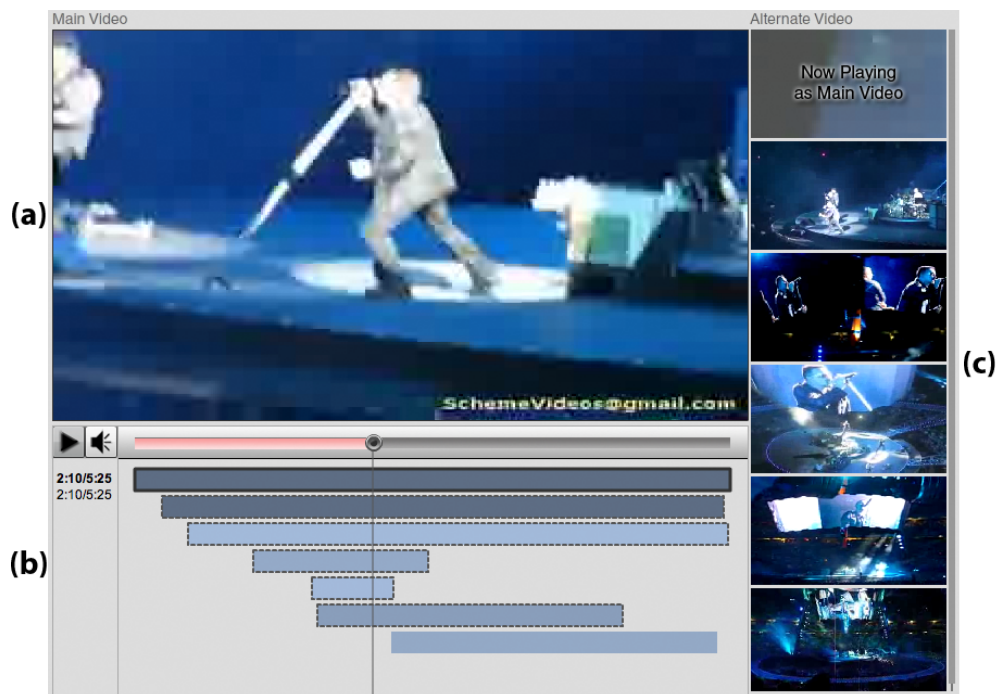 Main Video
Alternate Video
Now Playing
as Main Video
(a)
SchemeVideos@gmail.com
(c)
2:10/5:25
2:10/5:25
(b)